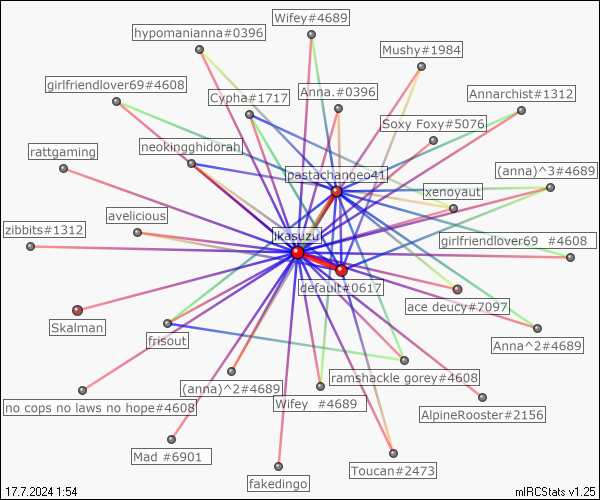 Wifey#4689
hypomanianna#0396
Mushy#1984
girlfriendlover69#4608
Cypha#1717
Anna.#0396
Annarchist#1312
Soxy Foxy#5076
neokingghidorah
rattgaming
pastachangeo41
(anna)^3#4689
xenoyaut
avelicious
zibbits#1312
ikasuzu
girlfriendlover69 #4608
default#0617
ace deucy#7097
Skalman
frisout
Anna^2#4689
ramshackle gorey#4608
(anna)^2#4689
Wifey #4689
no cops no laws no hope#4608
AlpineRooster#2156
Mad #6901
Toucan#2473
fakedingo
17.7.2024 1:54
mIRCStats v1.25